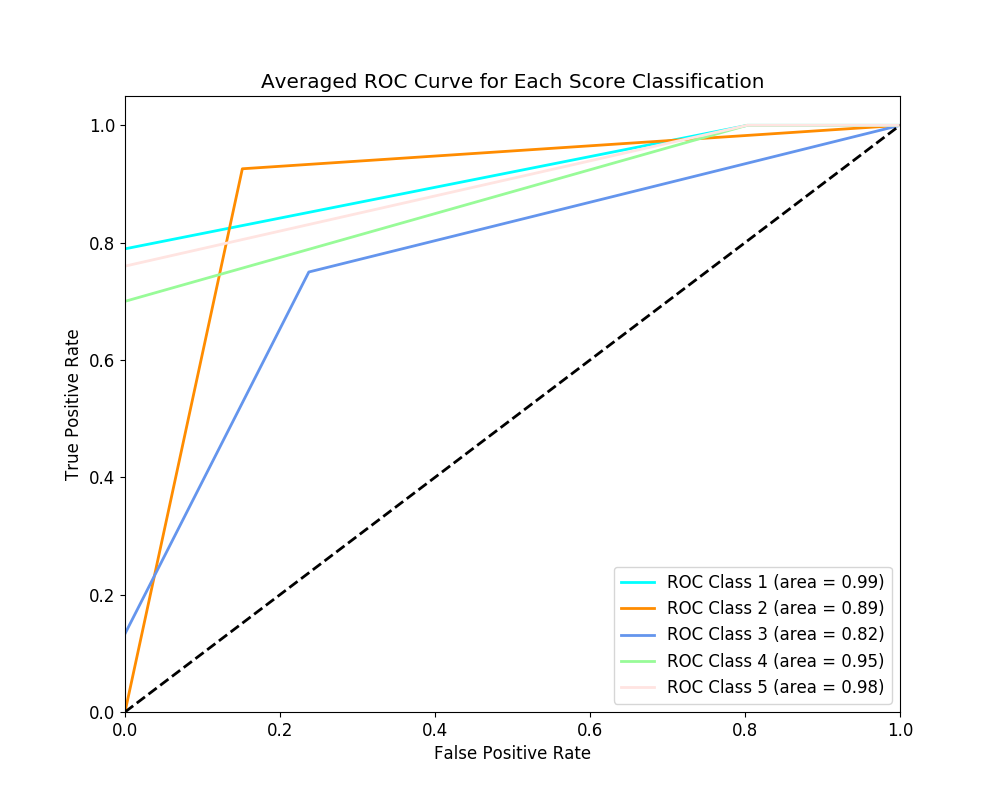 Averaged ROC Curve for Each Score Classification
1.0
0.8
0.6
0.4
0.2
0.0
True Positive Rate
0.0 0.2 0.4 0.6 0.8 1.0
False Positive Rate
ROC Class 1 (area = 0.99)
ROC Class 2 (area = 0.89)
ROC Class 3 (area = 0.82)
ROC Class 4 (area = 0.95)
ROC Class 5 (area = 0.98)